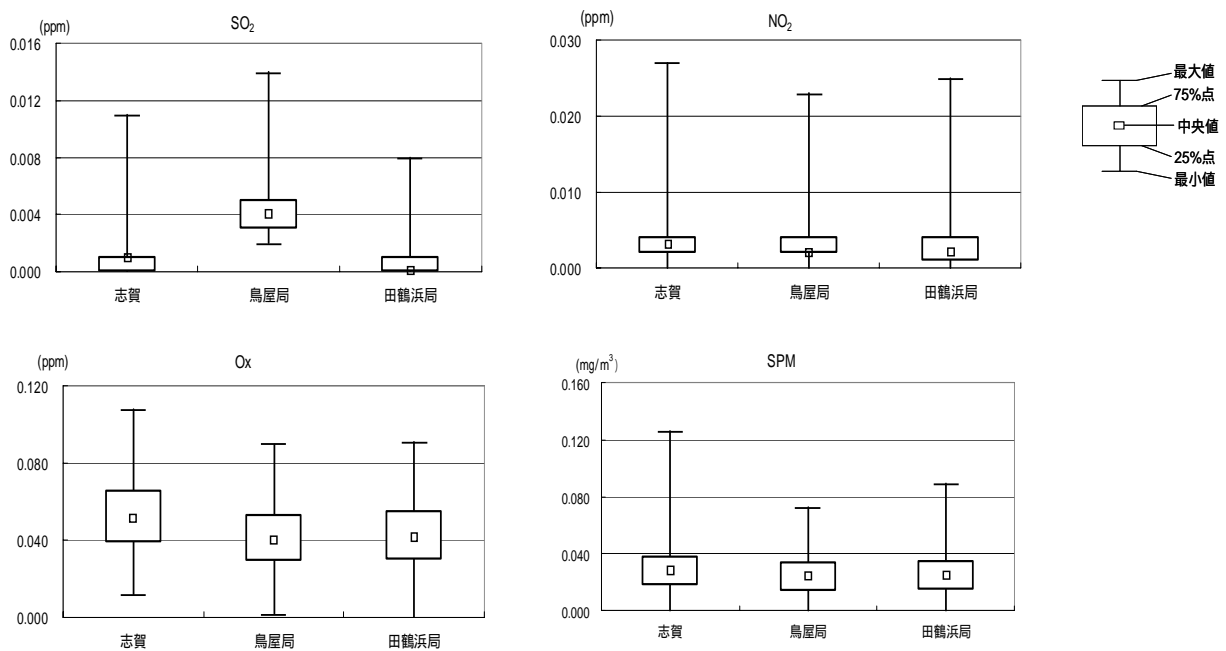 (ppm)
SO₂
0.016
0.012
0.008
0.004
0.000
志賀
鳥屋局
田鶴浜局
(ppm)
NO₂
0.030
0.020
0.010
0.000
志賀
鳥屋局
田鶴浜局
最大値
75%点
中央値
25%点
最小値
(ppm)
Ox
0.120
0.080
0.040
0.000
志賀
鳥屋局
田鶴浜局
(mg/m³)
SPM
0.160
0.120
0.080
0.040
0.000
志賀
鳥屋局
田鶴浜局